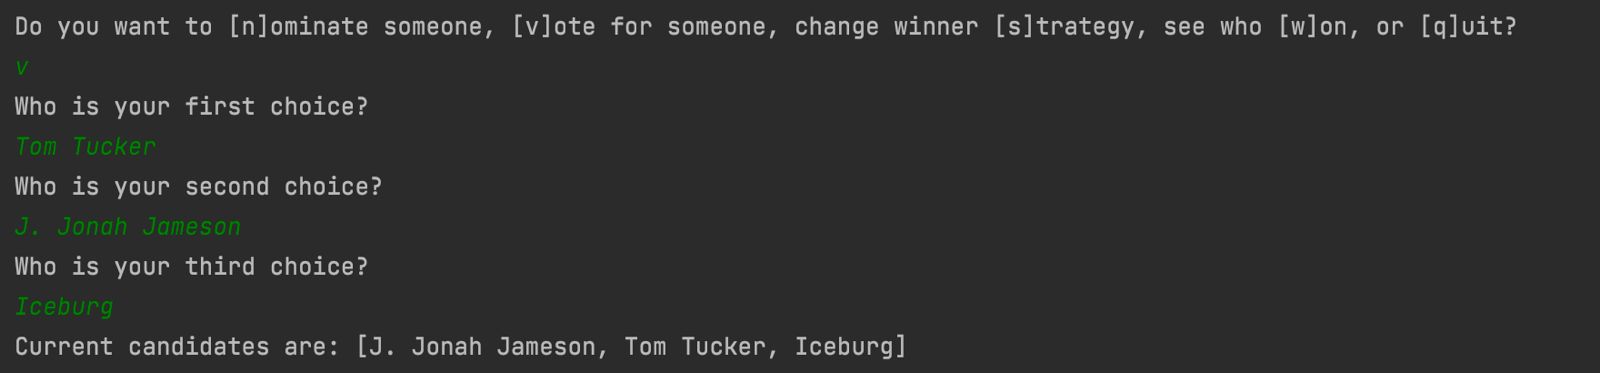 Do you want to [n]ominate someone, [v]ote for someone, change winner [s]trategy, see who [w]on, or [q]uit?
v
Who is your first choice?
Tom Tucker
Who is your second choice?
J. Jonah Jameson
Who is your third choice?
Iceburg
Current candidates are: [J. Jonah Jameson, Tom Tucker, Iceburg]